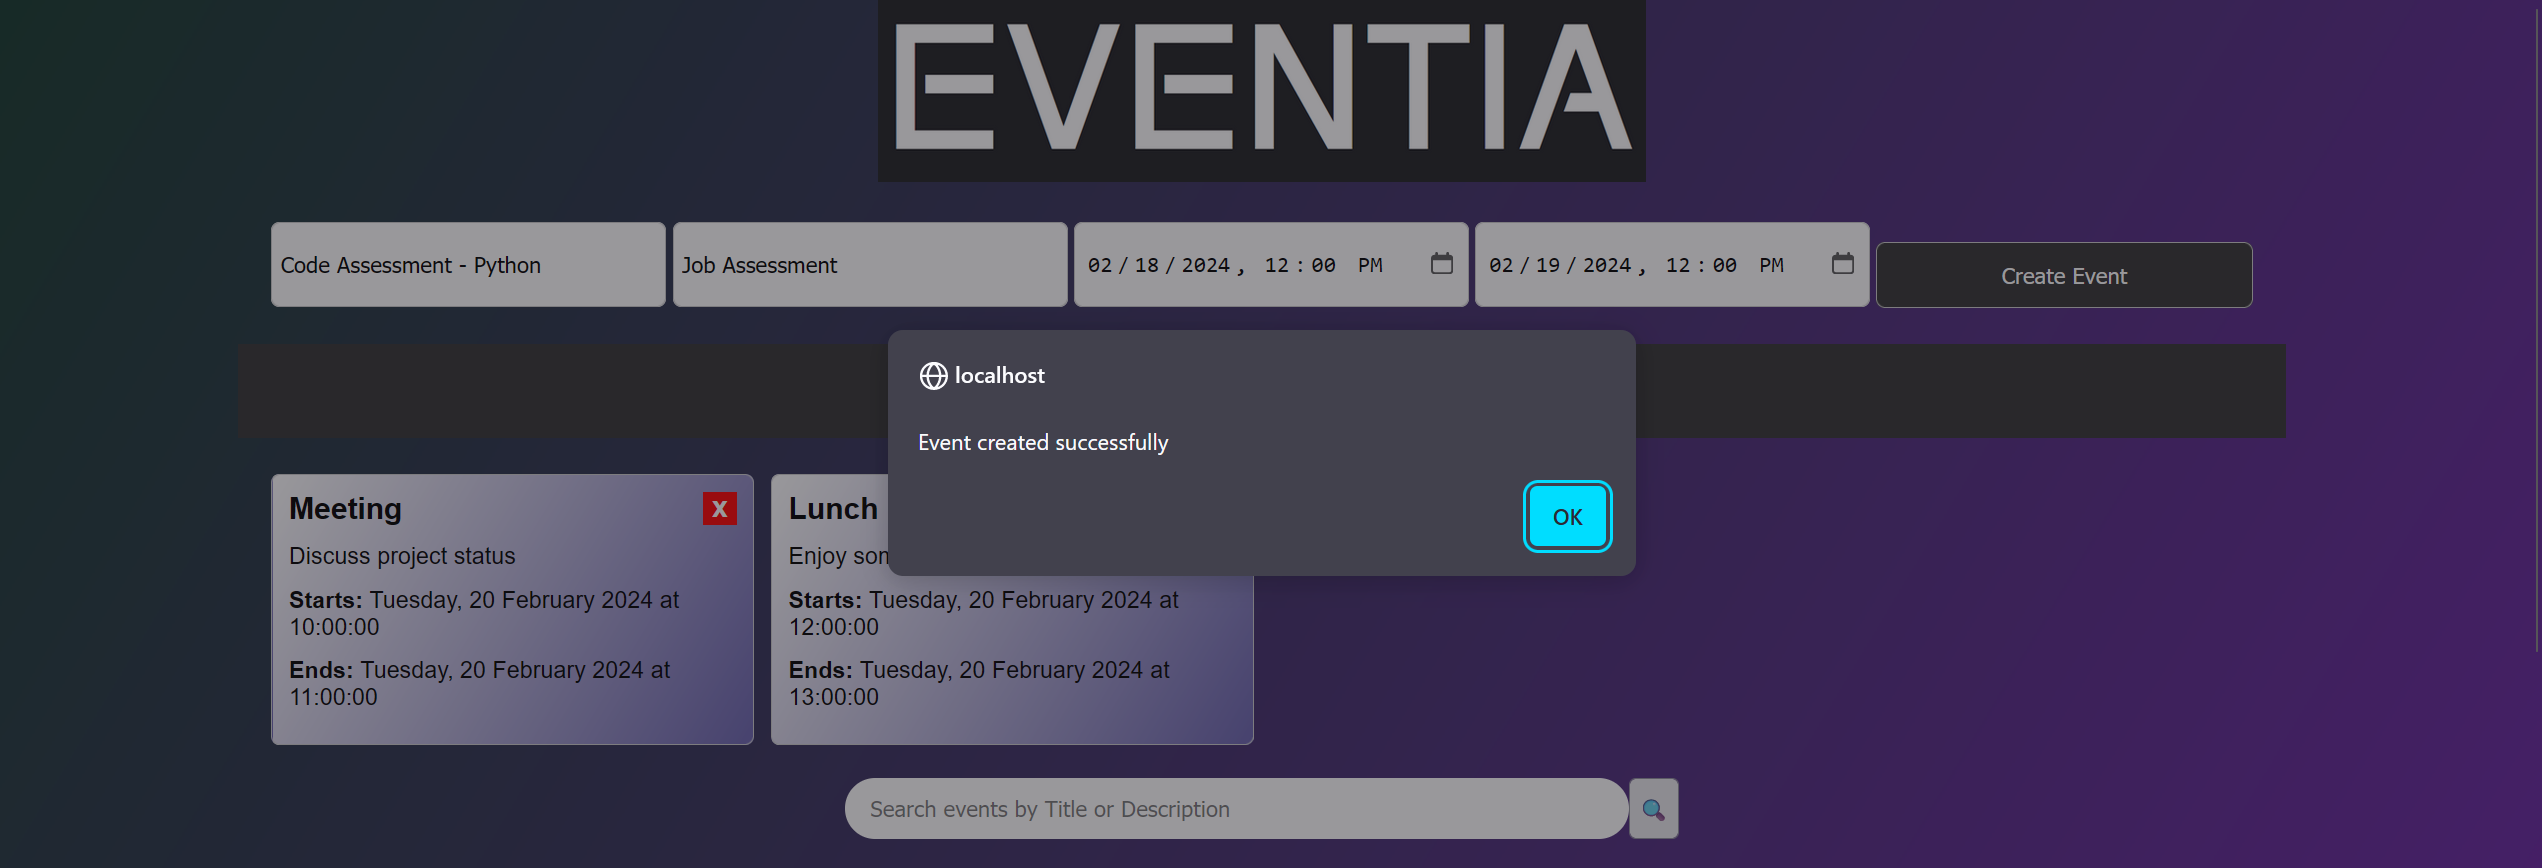 EVENTIA
Code Assessment - Python
Job Assessment
02/18/2024, 12:00 PM
02/19/2024, 12:00 PM
Create Event
localhost
Event created successfully
OK
Meeting
X
Discuss project status
Starts: Tuesday, 20 February 2024 at
10:00:00
Ends: Tuesday, 20 February 2024 at
11:00:00
Lunch
Enjoy
Starts: Tuesday, 20 February 2024 at
12:00:00
Ends: Tuesday, 20 February 2024 at
13:00:00
Search events by Title or Description